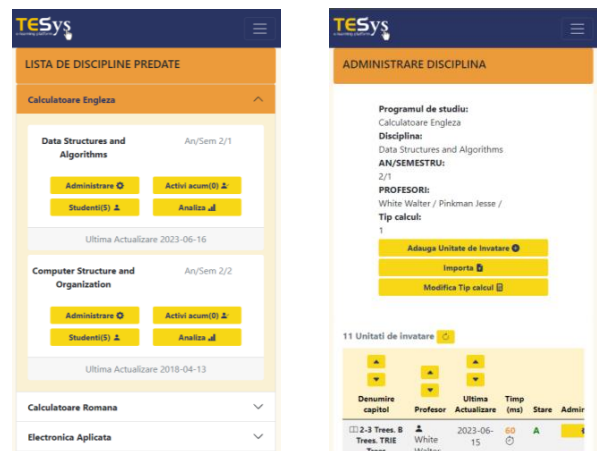 TESys
LISTA DE DISCIPLINE PREDATE
Calculatoare Engleza
Data Structures and
Algorithms
An/Sem 2/1
Administrare
Activi acum(0)
Studenti(5)
Analiza
Ultima Actualizare 2023-06-16
Computer Structure and
Organization
An/Sem 2/2
Administrare
Activi acum(0)
Studenti(5)
Analiza
Ultima Actualizare 2018-04-13
Calculatoare Romana
Electronica Aplicata
TESys
ADMINISTRARE DISCIPLINA
Programul de studiu:
Calculatoare Engleza
Disciplina:
Data Structures and Algorithms
AN/SEMESTRU:
2/1
PROFESORI:
White Walter / Pinkman Jesse /
Tip calcul:
1
Adauga Unitate de Invatare
Importa
Modifica Tip calcul
11 Unitati de invatare
Denumire
capitol
Profesor
Ultima
Actualizare
Timp
(ms)
Stare
Admin
2-3 Trees. B
Trees. TRIE
Trees
White
Walter
2023-06-
15
60
A